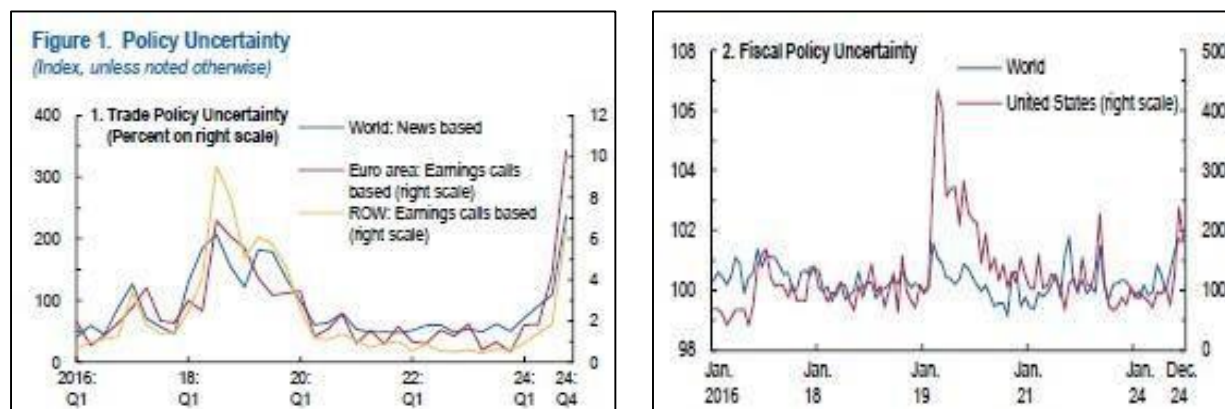 Figure 1. Policy Uncertainty
(Index, unless noted otherwise)
1. Trade Policy Uncertainty
(Percent on right scale)
World: News based
Euro area: Earnings calls
based (right scale)
ROW: Earnings calls based
(right scale)
400
300
200
100
0
12
10
8
6
4
2
0
2016: 18: 20: 22: 24: 24:
Q1 Q1 Q1 Q1 Q1 Q4
2. Fiscal Policy Uncertainty
World
United States (right scale)
108
106
104
102
100
98
500
400
300
200
100
0
Jan. Jan. Jan. Jan. Jan. Dec.
2016 18 19 21 24 24